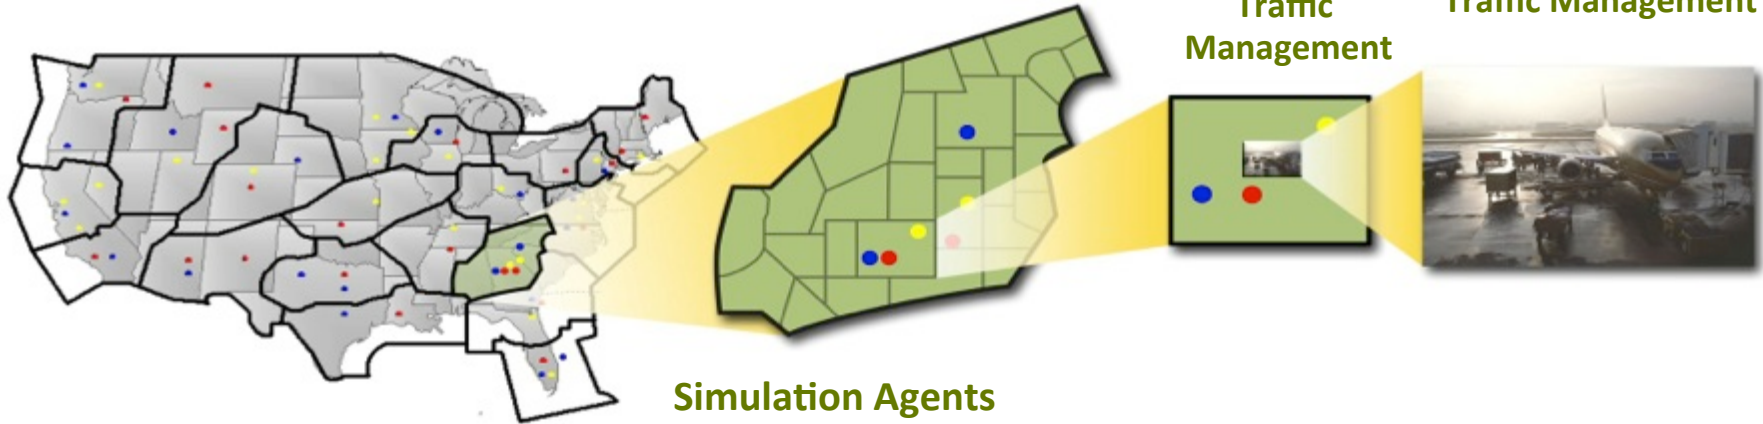 Traffic
Management
Traffic Management
Simulation Agents